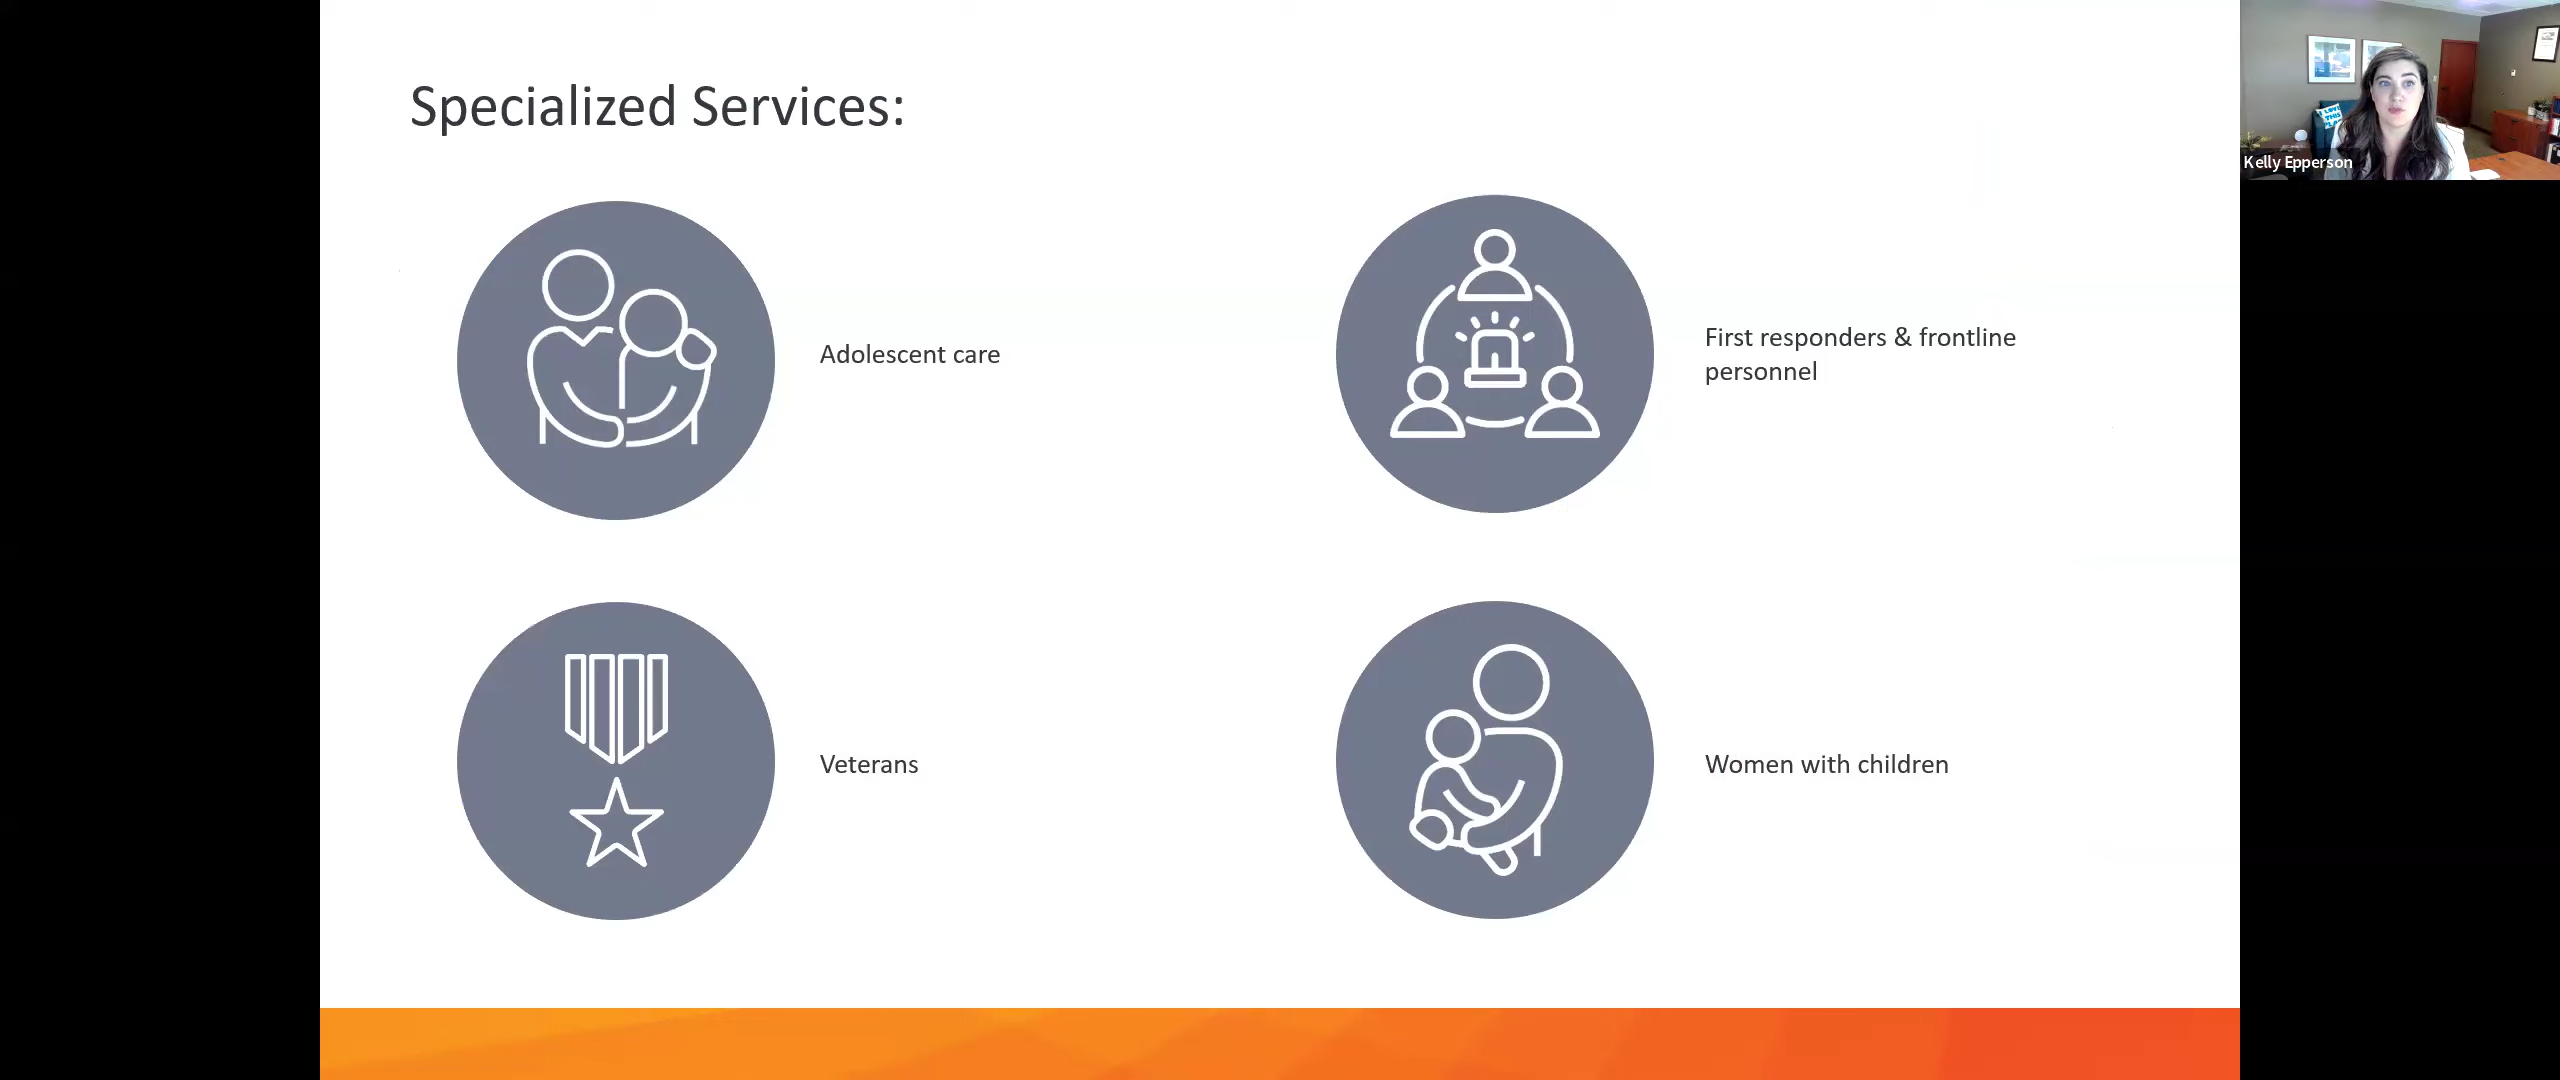 Specialized Services:
Adolescent care
First responders & frontline
personnel
Veterans
Women with children
Kelly Epperson